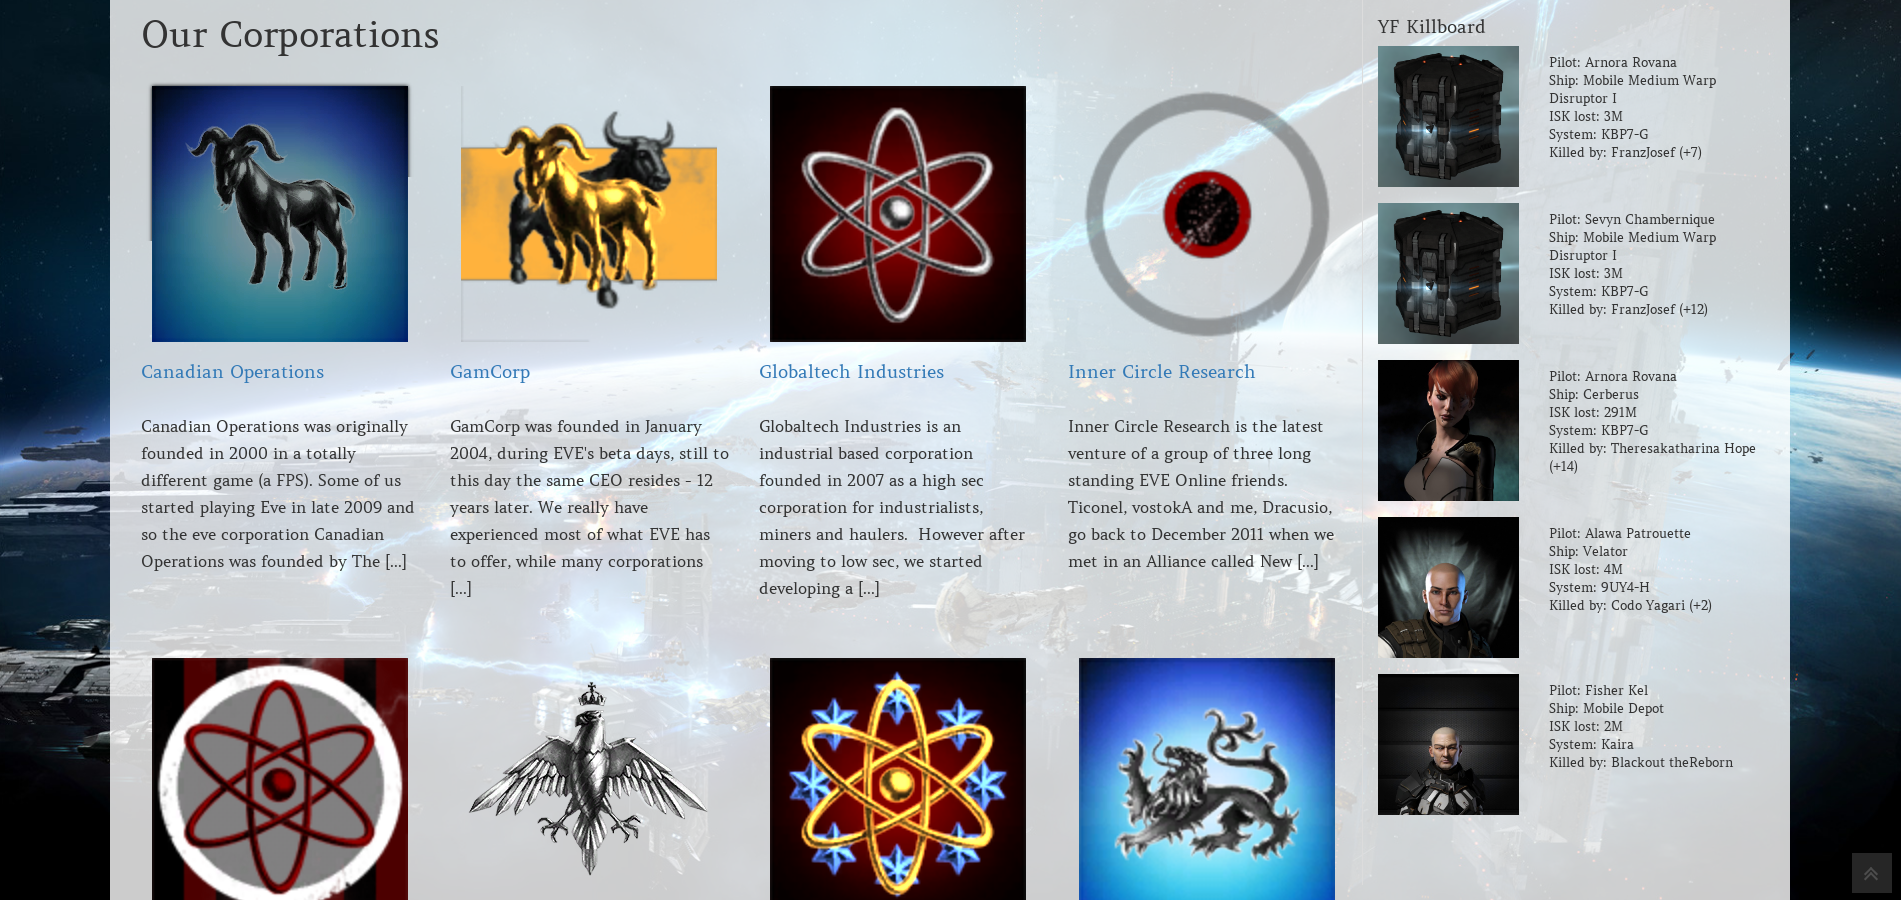 Our Corporations
Canadian Operations
Canadian Operations was originally
founded in 2000 in a totally
different game (a FPS). Some of us
started playing Eve in late 2009 and
so the eve corporation Canadian
Operations was founded by The [...]
GamCorp
GamCorp was founded in January
2004, during EVE's beta days, still to
this day the same CEO resides - 12
years later. We really have
experienced most of what EVE has
to offer, while many corporations
[...]
Globaltech Industries
Globaltech Industries is an
industrial based corporation
founded in 2007 as a high sec
corporation for industrialists,
miners and haulers.  However after
moving to low sec, we started
developing a [...]
Inner Circle Research
Inner Circle Research is the latest
venture of a group of three long
standing EVE Online friends.
Ticonel, vostokA and me, Dracusio,
go back to December 2011 when we
met in an Alliance called New [...]
YF Killboard
Pilot: Arnora Rovana
Ship: Mobile Medium Warp
Disruptor I
ISK lost: 3M
System: KBP7-G
Killed by: FranzJosef (+7)
Pilot: Sevyn Chambernique
Ship: Mobile Medium Warp
Disruptor I
ISK lost: 3M
System: KBP7-G
Killed by: FranzJosef (+12)
Pilot: Arnora Rovana
Ship: Cerberus
ISK lost: 291M
System: KBP7-G
Killed by: Theresakatharina Hope
(+14)
Pilot: Alawa Patrouette
Ship: Velator
ISK lost: 4M
System: 9UY4-H
Killed by: Codo Yagari (+2)
Pilot: Fisher Kel
Ship: Mobile Depot
ISK lost: 2M
System: Kaira
Killed by: Blackout theReborn